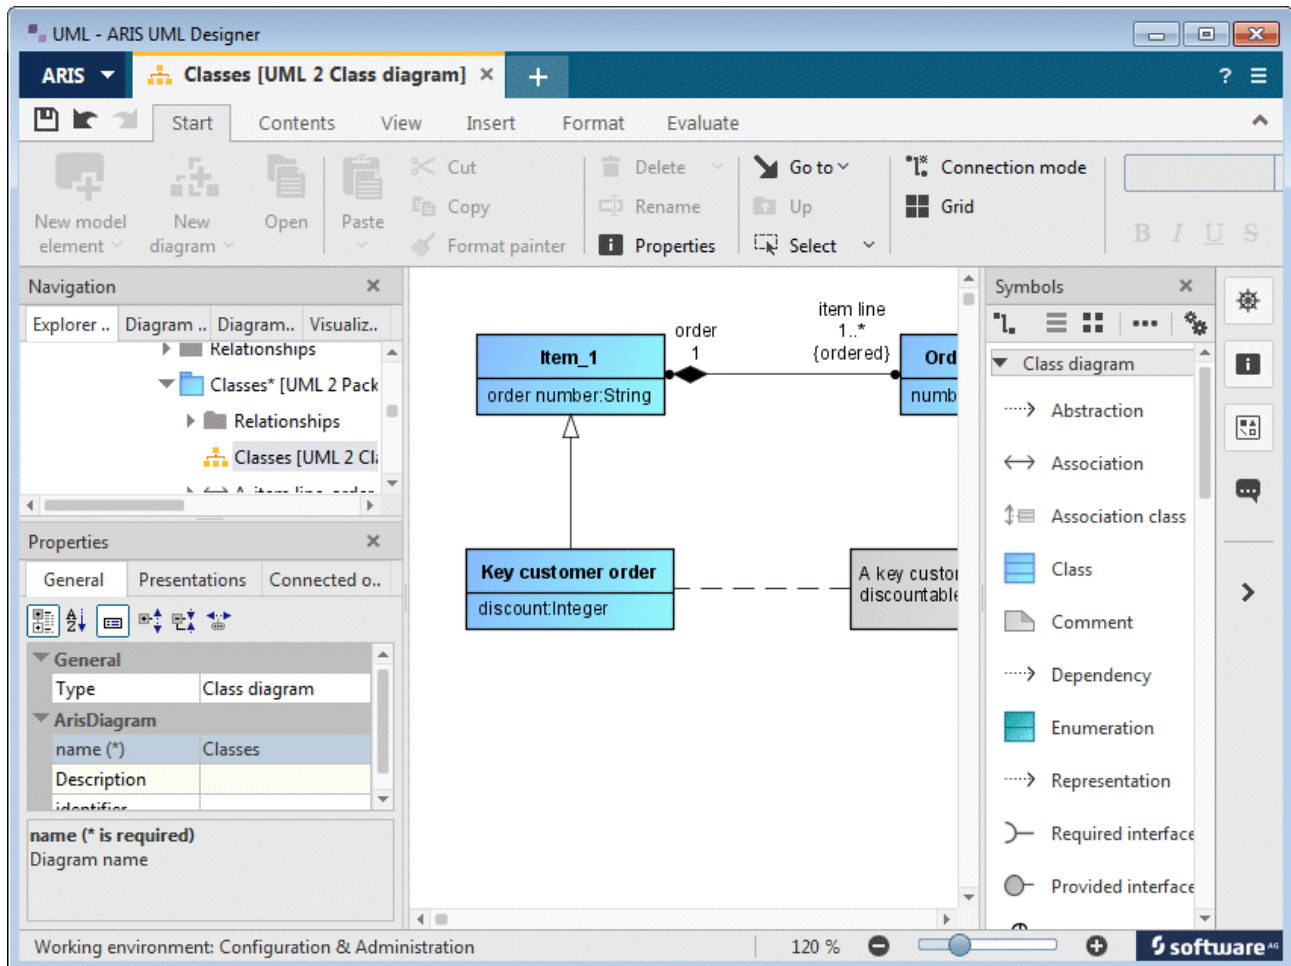 UML - ARIS UML Designer
ARIS
Classes [UML 2 Class diagram]
?
Start Contents View Insert Format Evaluate
New model element
New diagram
Open
Paste
Cut
Copy
Format painter
Delete
Rename
Properties
Go to
Up
Select
Connection mode
Grid
B I U S
Navigation
Explorer .. Diagram .. Diagram.. Visualiz..
Relationships
Classes* [UML 2 Pack
Relationships
Classes [UML 2 Cla
A_item line_order
Properties
General Presentations Connected o..
General
Type Class diagram
ArisDiagram
name (*) Classes
Description
identifier
name (* is required)
Diagram name
Item_1
order number:String
order
1
item line
1..*
{ordered}
Ord
numb
Key customer order
discount:Integer
A key custo
discountable
Symbols
Class diagram
Abstraction
Association
Association class
Class
Comment
Dependency
Enumeration
Representation
Required interface
Provided interface
Working environment: Configuration & Administration
120 %
software AG